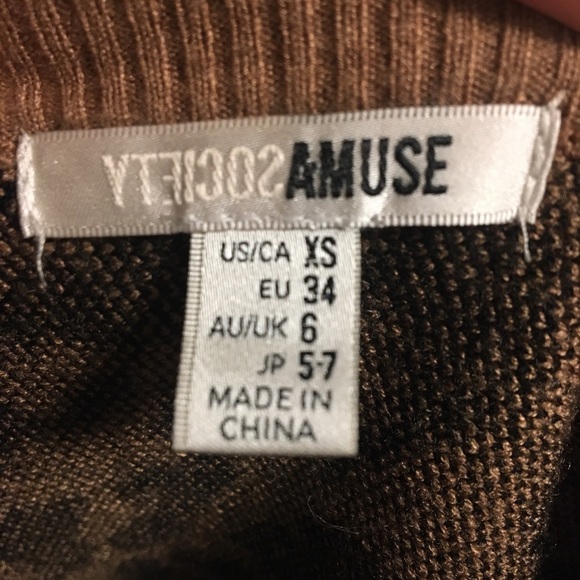 SOCIETY AMUSE
US/CA XS
EU 34
AU/UK 6
JP 5-7
MADE IN
CHINA